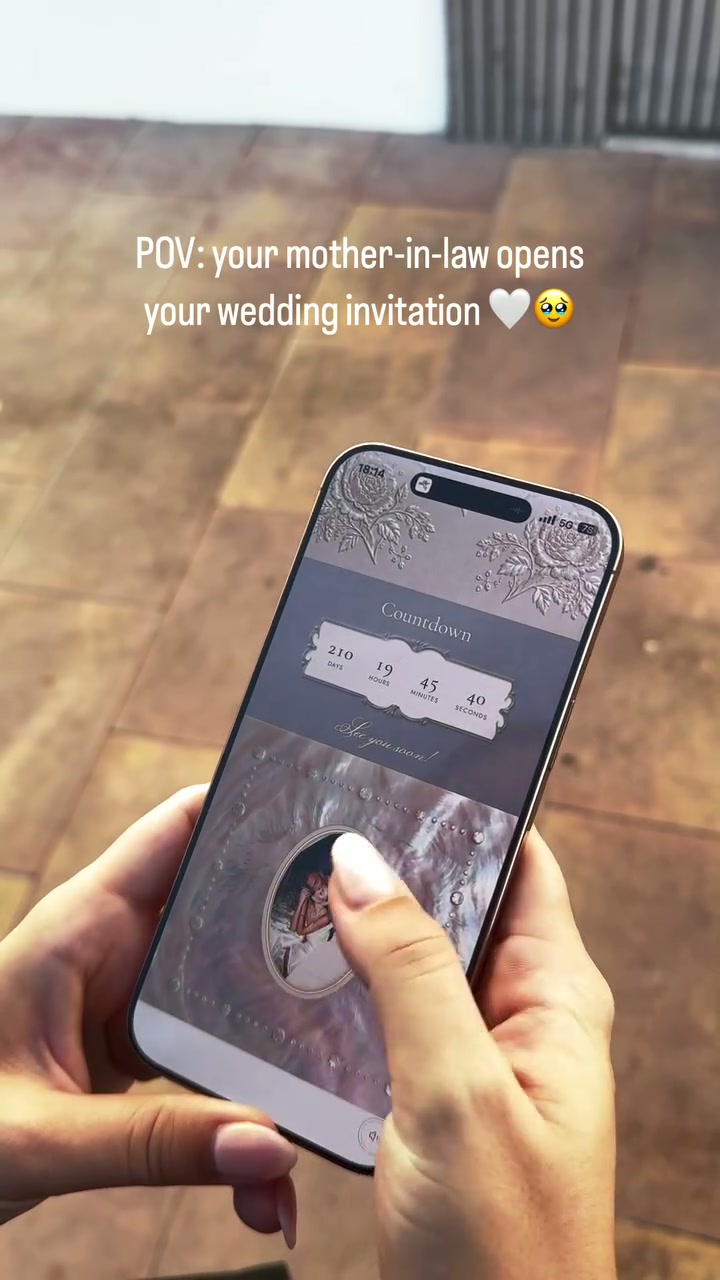 POV: your mother-in-law opens
your wedding invitation 🤍🥹
18:14
5G 78
Countdown
210 19 45 40
DAYS HOURS MINUTES SECONDS
See you soon!